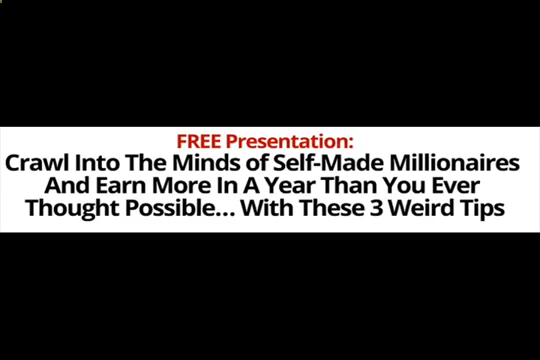 FREE Presentation:
Crawl Into The Minds of Self-Made Millionaires
And Earn More In A Year Than You Ever
Thought Possible... With These 3 Weird Tips